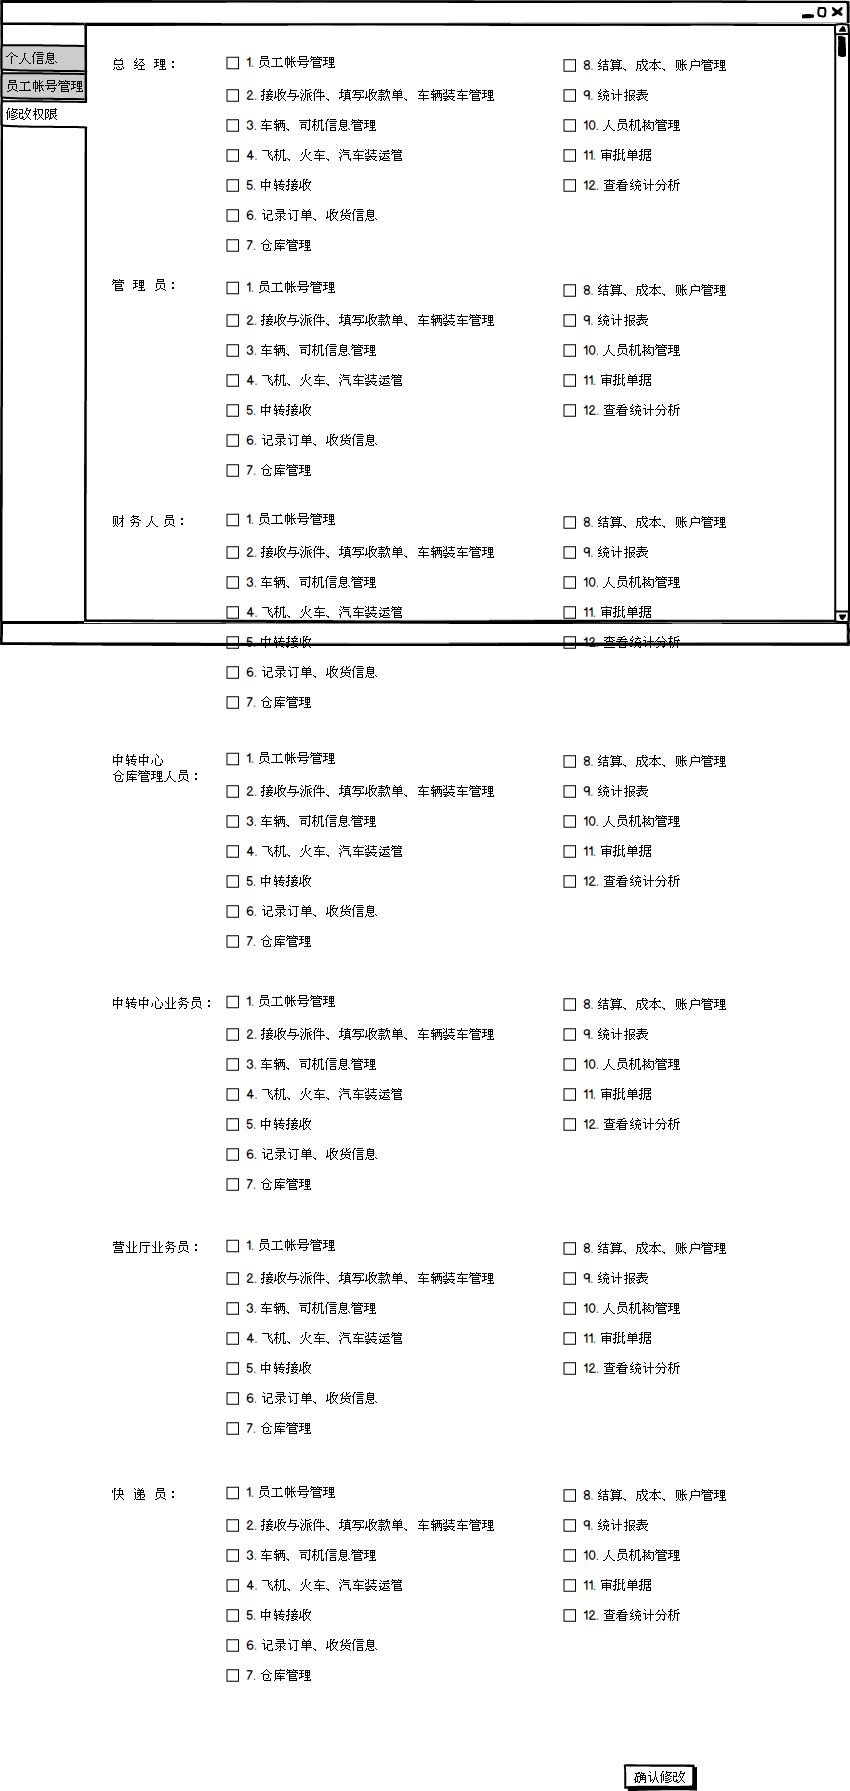 个人信息
员工帐号管理
修改权限
总 经 理：
1. 员工帐号管理
2. 接收与派件、填写收款单、车辆装车管理
3. 车辆、司机信息管理
4. 飞机、火车、汽车装运管
5. 中转接收
6. 记录订单、收货信息
7. 仓库管理
8. 结算、成本、账户管理
9. 统计报表
10. 人员机构管理
11. 审批单据
12. 查看统计分析
管 理 员：
1. 员工帐号管理
2. 接收与派件、填写收款单、车辆装车管理
3. 车辆、司机信息管理
4. 飞机、火车、汽车装运管
5. 中转接收
6. 记录订单、收货信息
7. 仓库管理
8. 结算、成本、账户管理
9. 统计报表
10. 人员机构管理
11. 审批单据
12. 查看统计分析
财 务 人 员：
1. 员工帐号管理
2. 接收与派件、填写收款单、车辆装车管理
3. 车辆、司机信息管理
4. 飞机、火车、汽车装运管
5. 中转接收
6. 记录订单、收货信息
7. 仓库管理
8. 结算、成本、账户管理
9. 统计报表
10. 人员机构管理
11. 审批单据
12. 查看统计分析
中转中心
仓库管理人员：
1. 员工帐号管理
2. 接收与派件、填写收款单、车辆装车管理
3. 车辆、司机信息管理
4. 飞机、火车、汽车装运管
5. 中转接收
6. 记录订单、收货信息
7. 仓库管理
8. 结算、成本、账户管理
9. 统计报表
10. 人员机构管理
11. 审批单据
12. 查看统计分析
中转中心业务员：
1. 员工帐号管理
2. 接收与派件、填写收款单、车辆装车管理
3. 车辆、司机信息管理
4. 飞机、火车、汽车装运管
5. 中转接收
6. 记录订单、收货信息
7. 仓库管理
8. 结算、成本、账户管理
9. 统计报表
10. 人员机构管理
11. 审批单据
12. 查看统计分析
营业厅业务员：
1. 员工帐号管理
2. 接收与派件、填写收款单、车辆装车管理
3. 车辆、司机信息管理
4. 飞机、火车、汽车装运管
5. 中转接收
6. 记录订单、收货信息
7. 仓库管理
8. 结算、成本、账户管理
9. 统计报表
10. 人员机构管理
11. 审批单据
12. 查看统计分析
快 递 员：
1. 员工帐号管理
2. 接收与派件、填写收款单、车辆装车管理
3. 车辆、司机信息管理
4. 飞机、火车、汽车装运管
5. 中转接收
6. 记录订单、收货信息
7. 仓库管理
8. 结算、成本、账户管理
9. 统计报表
10. 人员机构管理
11. 审批单据
12. 查看统计分析
确认修改